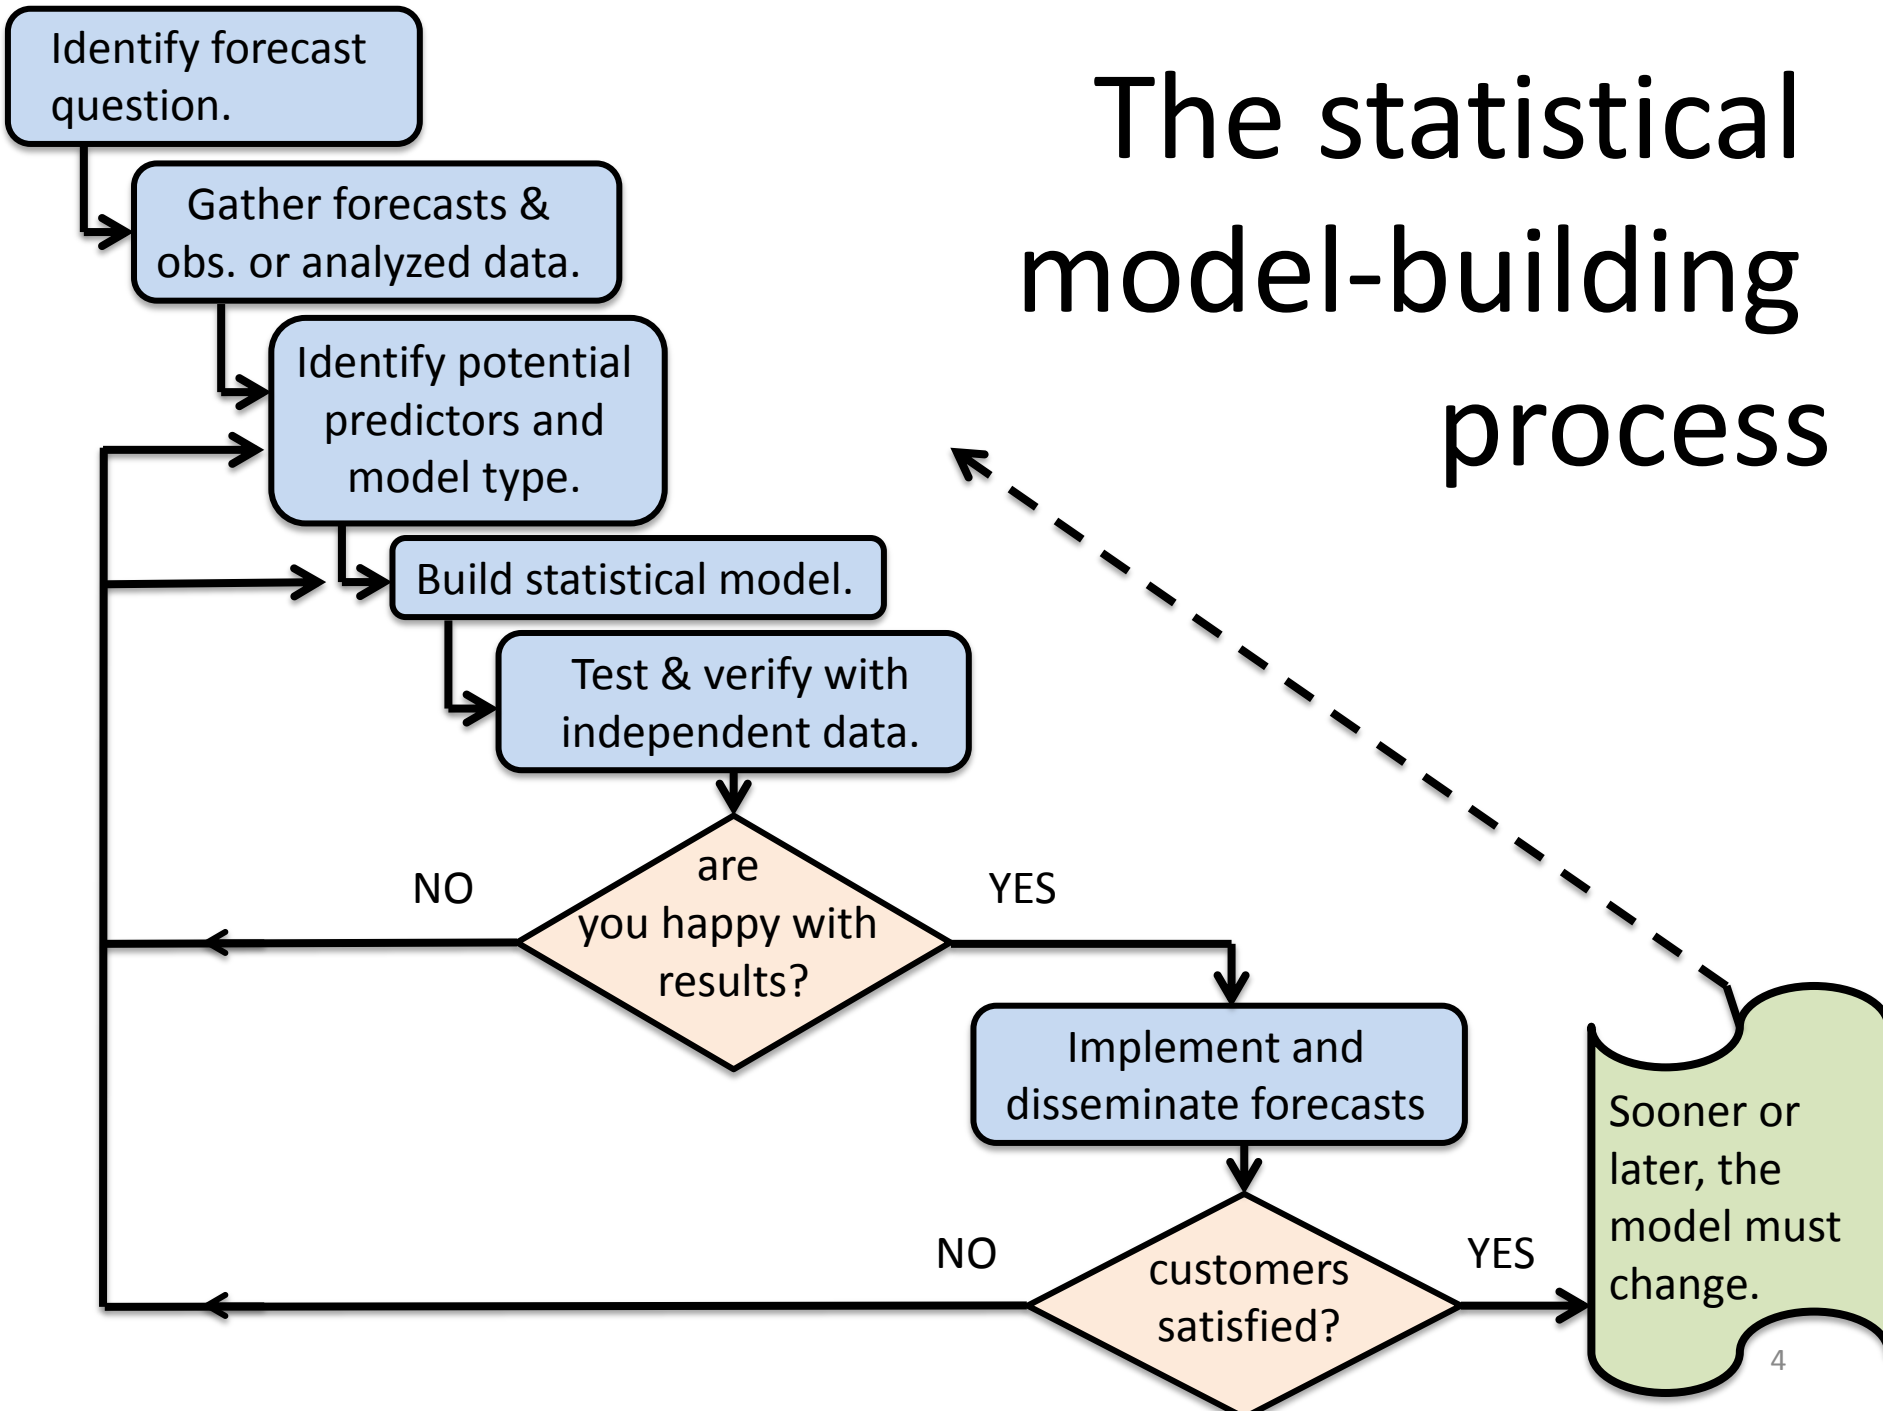 The statistical
model-building
process
Identify forecast
question.
Gather forecasts &
obs. or analyzed data.
Identify potential
predictors and
model type.
Build statistical model.
Test & verify with
independent data.
are
you happy with
results?
NO
YES
Implement and
disseminate forecasts
customers
satisfied?
NO
YES
Sooner or
later, the
model must
change.
4